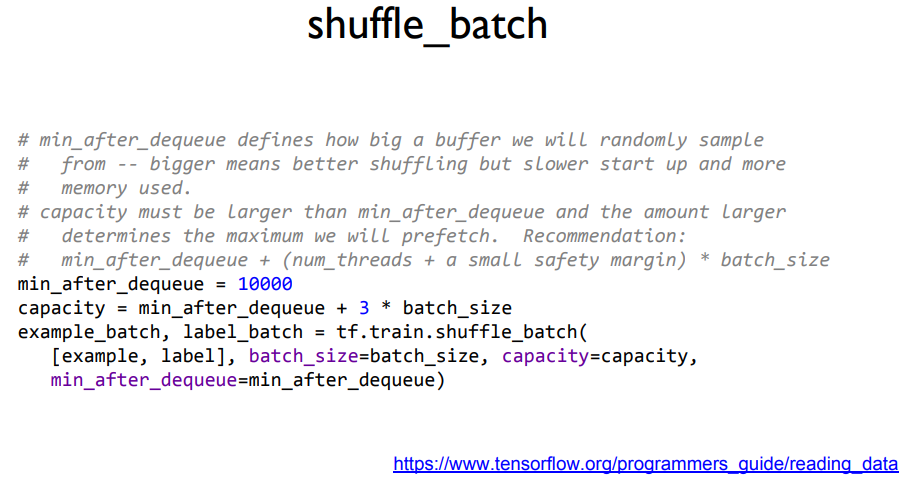 shuffle_batch
# min_after_dequeue defines how big a buffer we will randomly sample
#   from -- bigger means better shuffling but slower start up and more
#   memory used.
# capacity must be larger than min_after_dequeue and the amount larger
#   determines the maximum we will prefetch.  Recommendation:
#   min_after_dequeue + (num_threads + a small safety margin) * batch_size
min_after_dequeue = 10000
capacity = min_after_dequeue + 3 * batch_size
example_batch, label_batch = tf.train.shuffle_batch(
   [example, label], batch_size=batch_size, capacity=capacity,
   min_after_dequeue=min_after_dequeue)
https://www.tensorflow.org/programmers_guide/reading_data